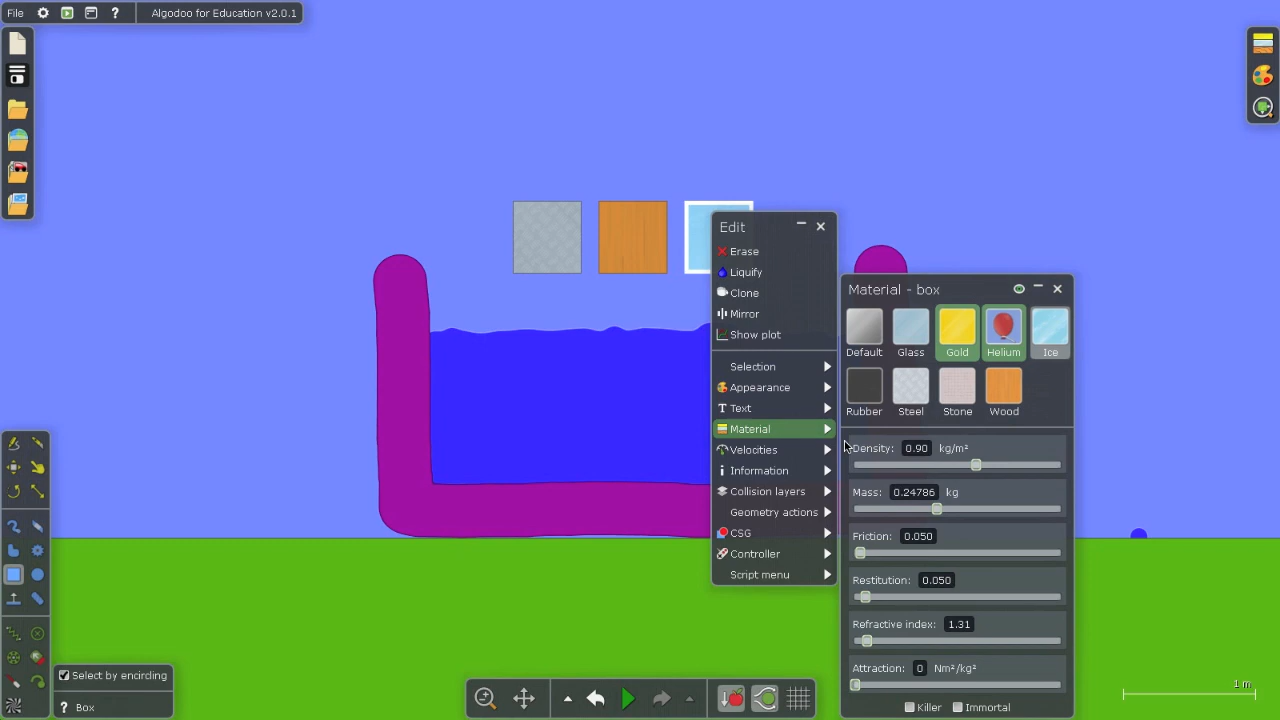 File
Algodoo for Education v2.0.1
Edit
Erase
Liquify
Clone
Mirror
Show plot
Selection
Appearance
Text
Material
Velocities
Information
Collision layers
Geometry actions
CSG
Controller
Script menu
Material - box
Default Glass Gold Helium Ice
Rubber Steel Stone Wood
Density: 0.90 kg/m²
Mass: 0.24786 kg
Friction: 0.050
Restitution: 0.050
Refractive index: 1.31
Attraction: 0 Nm²/kg²
Killer Immortal
Select by encirding
? Box
1 m